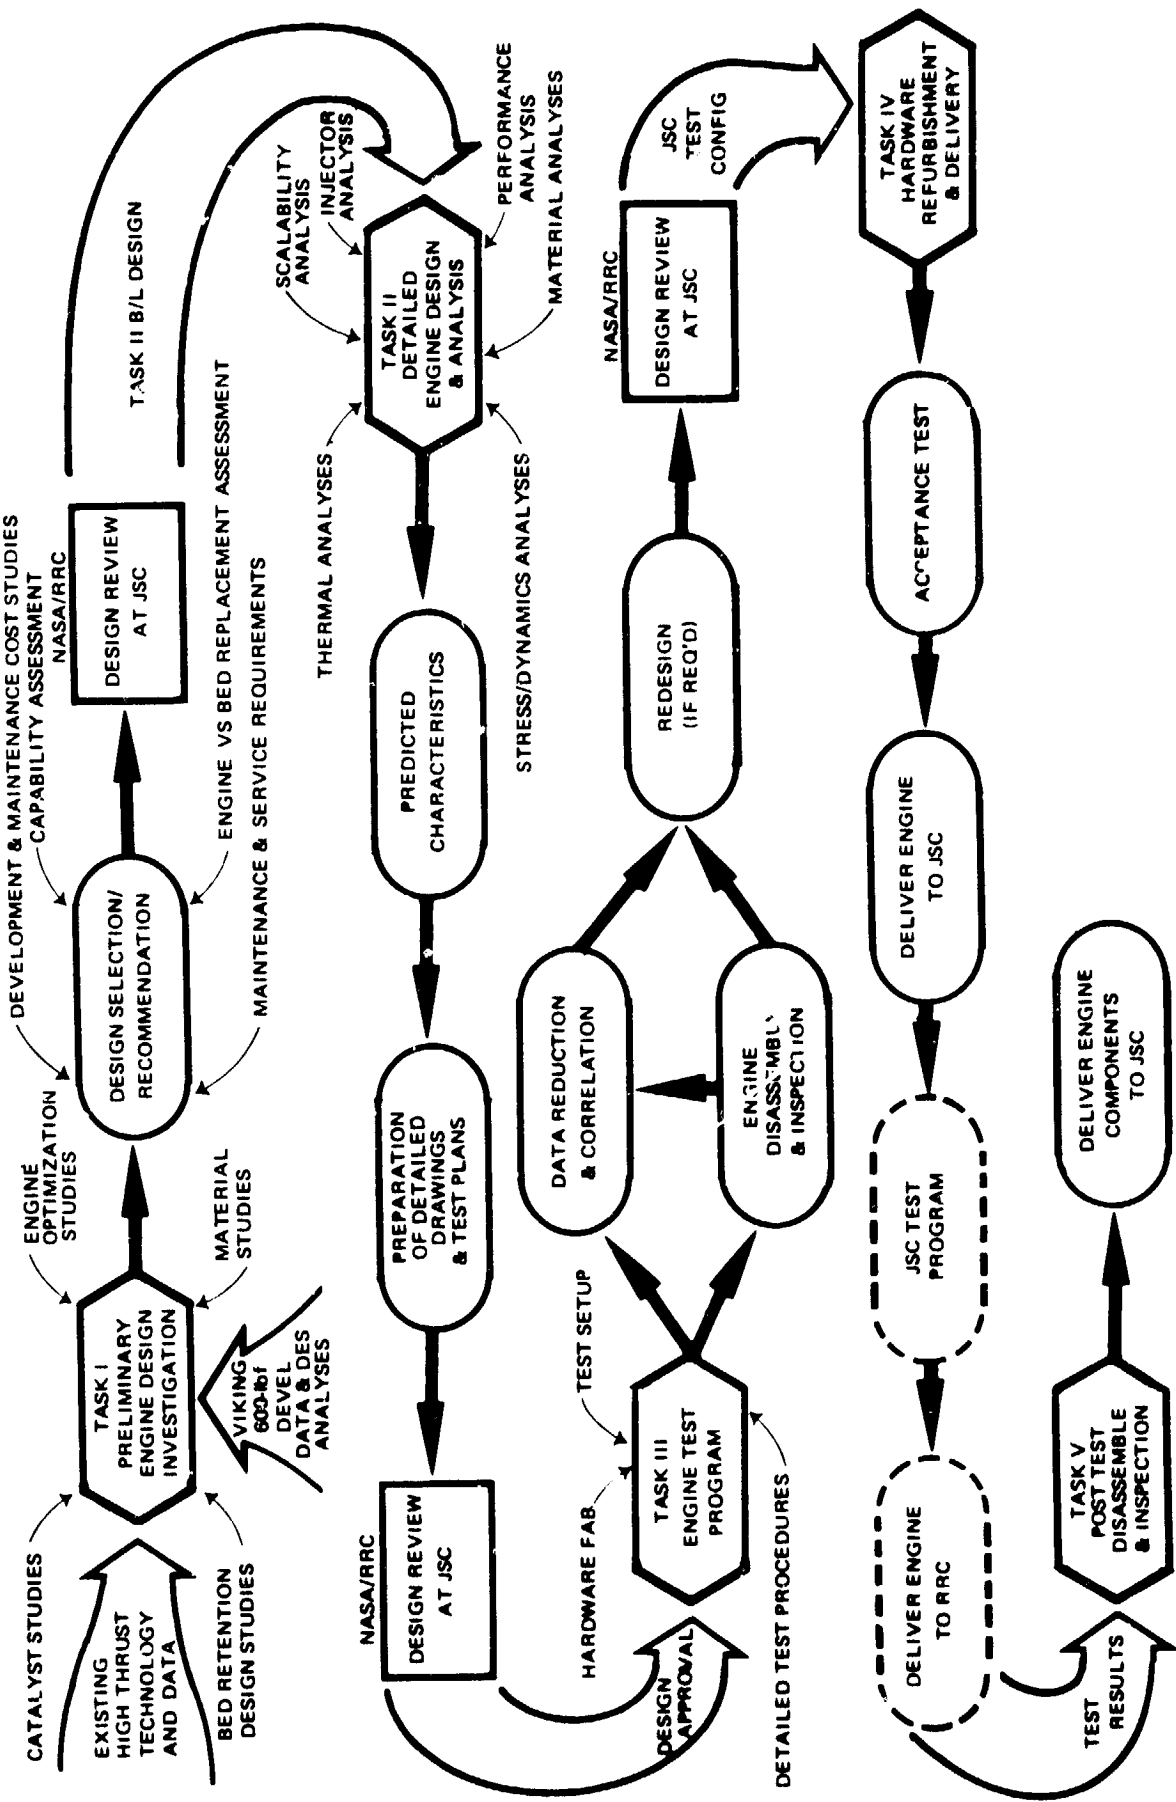 CATALYST STUDIES
EXISTING
HIGH THRUST
TECHNOLOGY
AND DATA
BED RETENTION
DESIGN STUDIES
TASK I
PRELIMINARY
ENGINE DESIGN
INVESTIGATION
VIKING
600-lbf
DEVEL
DATA & DES
ANALYSES
ENGINE
OPTIMIZATION
STUDIES
MATERIAL
STUDIES
DEVELOPMENT & MAINTENANCE COST STUDIES
CAPABILITY ASSESSMENT
DESIGN SELECTION/
RECOMMENDATION
ENGINE VS BED REPLACEMENT ASSESSMENT
MAINTENANCE & SERVICE REQUIREMENTS
NASA/RRC
DESIGN REVIEW
AT JSC
TASK II B/L DESIGN
SCALABILITY
ANALYSIS
INJECTOR
ANALYSIS
THERMAL ANALYSES
TASK II
DETAILED
ENGINE DESIGN
& ANALYSIS
PERFORMANCE
ANALYSIS
MATERIAL ANALYSES
STRESS/DYNAMICS ANALYSES
PREDICTED
CHARACTERISTICS
PREPARATION
OF DETAILED
DRAWINGS
& TEST PLANS
NASA/RRC
DESIGN REVIEW
AT JSC
DESIGN
APPROVAL
HARDWARE FAB
TEST SETUP
TASK III
ENGINE TEST
PROGRAM
DETAILED TEST PROCEDURES
DATA REDUCTION
& CORRELATION
ENGINE
DISASSEMBLY
& INSPECTION
REDESIGN
(IF REQ'D)
NASA/RRC
DESIGN REVIEW
AT JSC
JSC
TEST
CONFIG
TASK IV
HARDWARE
REFURBISHMENT
& DELIVERY
ACCEPTANCE TEST
DELIVER ENGINE
TO JSC
JSC TEST
PROGRAM
DELIVER ENGINE
TO RRC
TEST
RESULTS
TASK V
POST TEST
DISASSEMBLE
& INSPECTION
DELIVER ENGINE
COMPONENTS
TO JSC